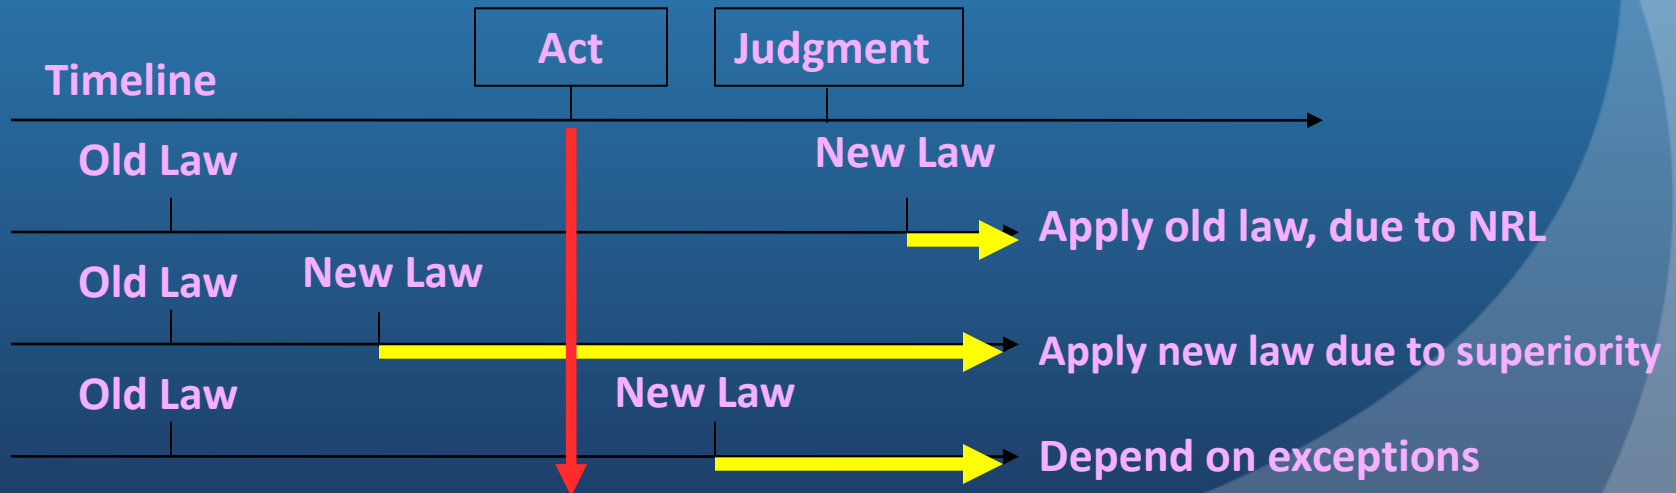 Act
Judgment
Timeline
Old Law
New Law
Apply old law, due to NRL
Old Law
New Law
Apply new law due to superiority
Old Law
New Law
Depend on exceptions